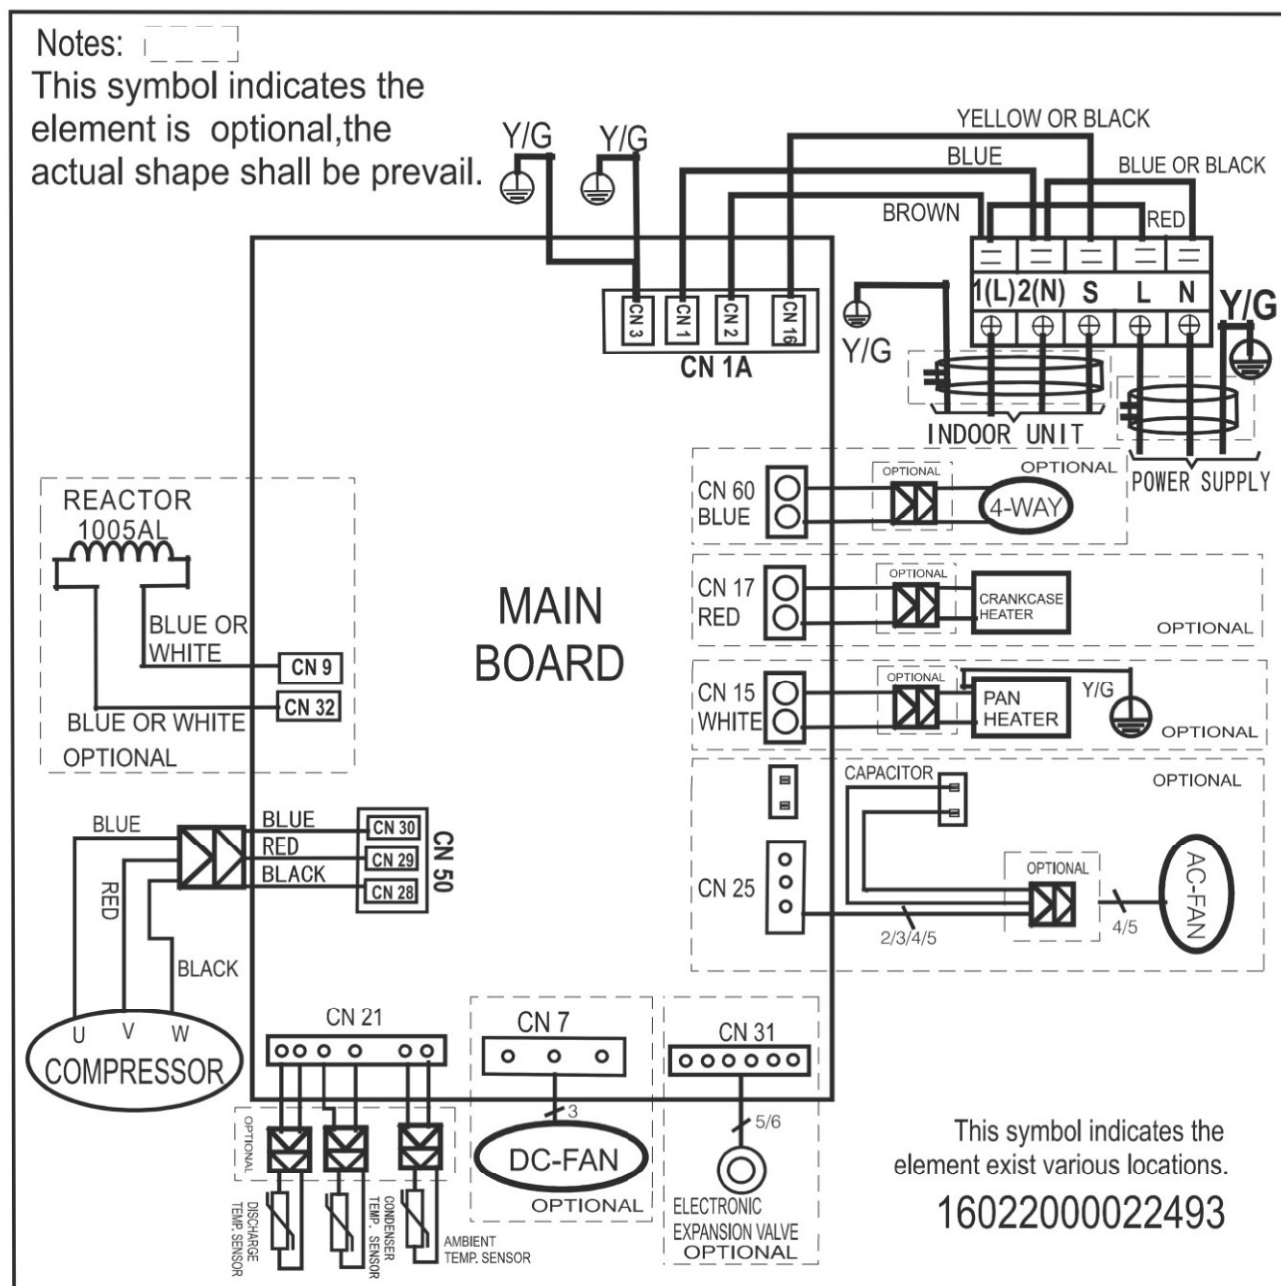 Notes:
This symbol indicates the
element is optional,the
actual shape shall be prevail.
Y/G
Y/G
YELLOW OR BLACK
BLUE
BLUE OR BLACK
BROWN
RED
1(L) 2(N) S L N
Y/G
Y/G
CN 3
CN 1
CN 2
CN 16
CN 1A
INDOOR UNIT
POWER SUPPLY
REACTOR
1005AL
BLUE OR
WHITE
CN 9
CN 32
BLUE OR WHITE
OPTIONAL
MAIN
BOARD
CN 60
BLUE
OPTIONAL
OPTIONAL
4-WAY
CN 17
RED
OPTIONAL
CRANKCASE
HEATER
OPTIONAL
CN 15
WHITE
OPTIONAL
PAN
HEATER
Y/G
OPTIONAL
CAPACITOR
OPTIONAL
CN 25
2/3/4/5
OPTIONAL
4/5
AC-FAN
BLUE
RED
BLACK
BLUE
RED
BLACK
CN 30
CN 29
CN 28
CN 50
U V W
COMPRESSOR
CN 21
OPTIONAL
DISCHARGE
TEMP. SENSOR
CONDENSER
TEMP. SENSOR
AMBIENT
TEMP. SENSOR
CN 7
3
DC-FAN
OPTIONAL
CN 31
5/6
ELECTRONIC
EXPANSION VALVE
OPTIONAL
This symbol indicates the
element exist various locations.
16022000022493